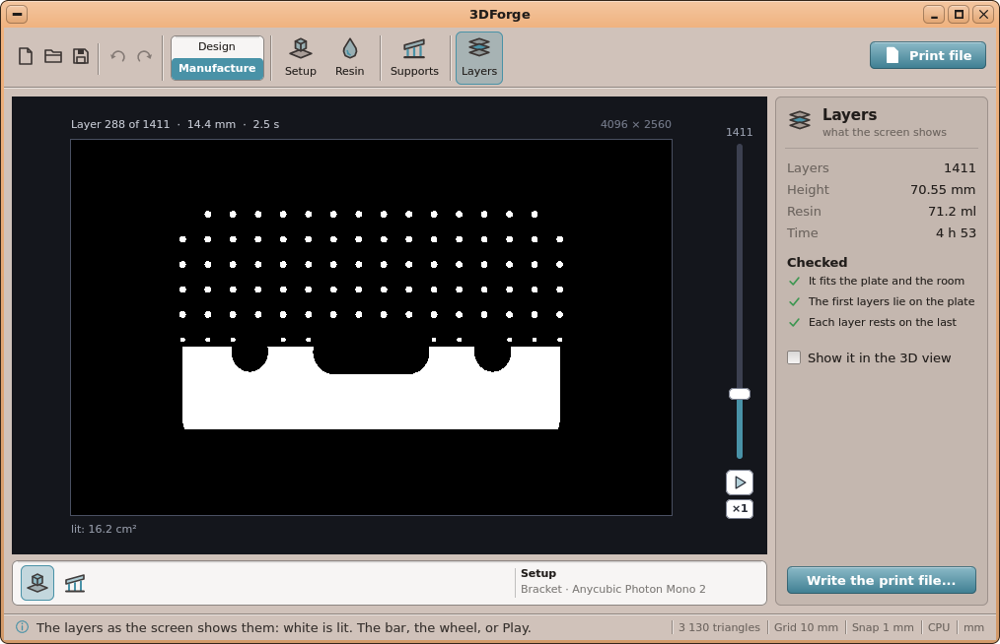 3DForge
Design
Manufacture
Setup
Resin
Supports
Layers
Print file
Layer 288 of 1411 · 14.4 mm · 2.5 s
4096 × 2560
1411
×1
lit: 16.2 cm²
Layers
what the screen shows
Layers 1411
Height 70.55 mm
Resin 71.2 ml
Time 4 h 53
Checked
It fits the plate and the room
The first layers lie on the plate
Each layer rests on the last
Show it in the 3D view
Write the print file...
Setup
Bracket · Anycubic Photon Mono 2
The layers as the screen shows them: white is lit. The bar, the wheel, or Play.
3 130 triangles
Grid 10 mm
Snap 1 mm
CPU
mm